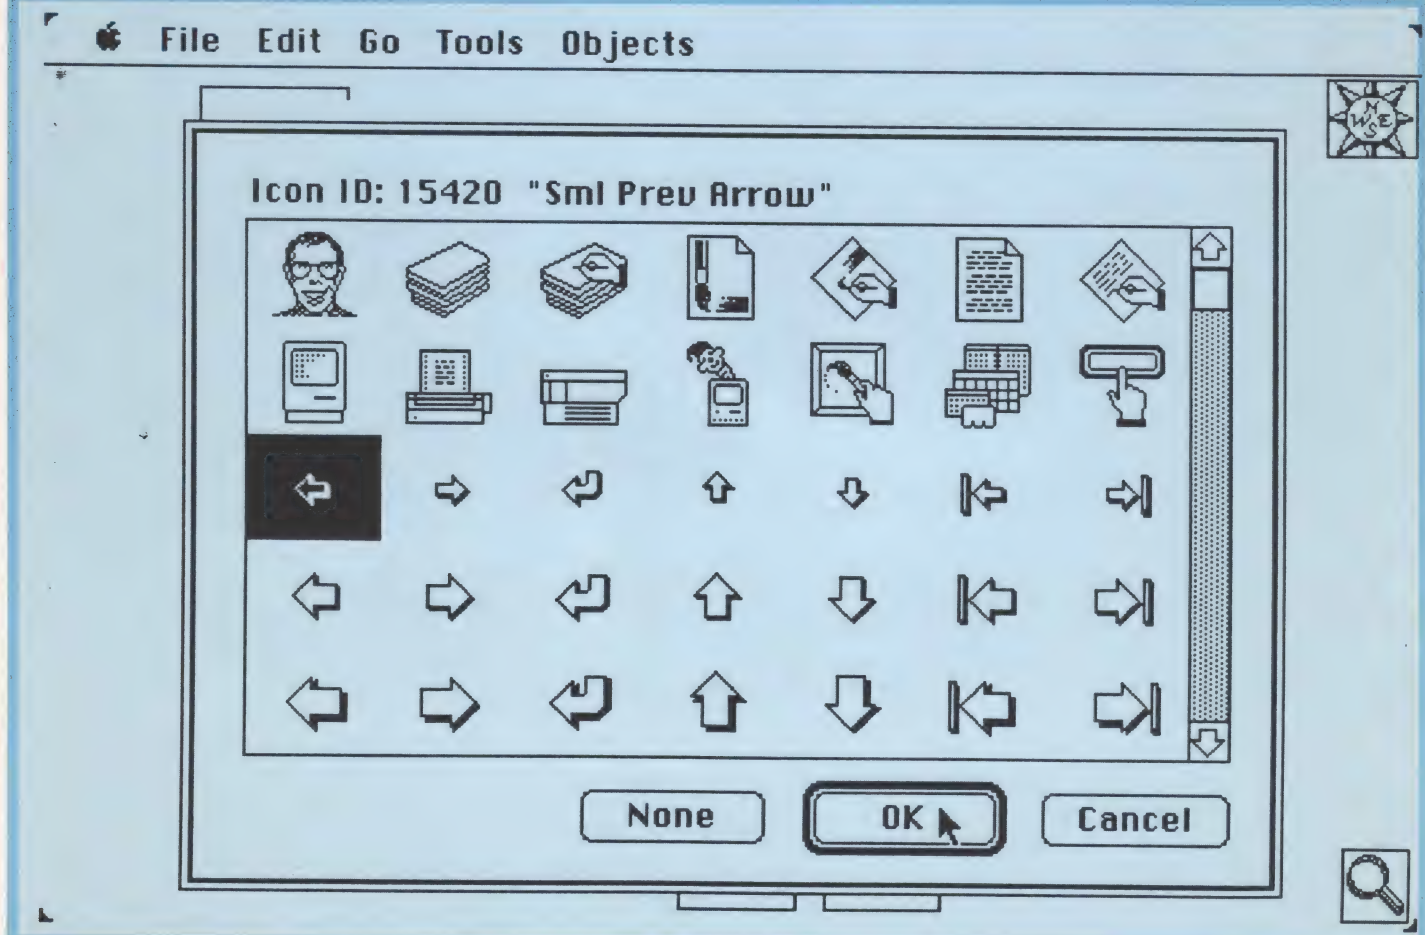 File Edit Go Tools Objects
N
W E
S
Icon ID: 15420 "Sml Prev Arrow"
None OK Cancel